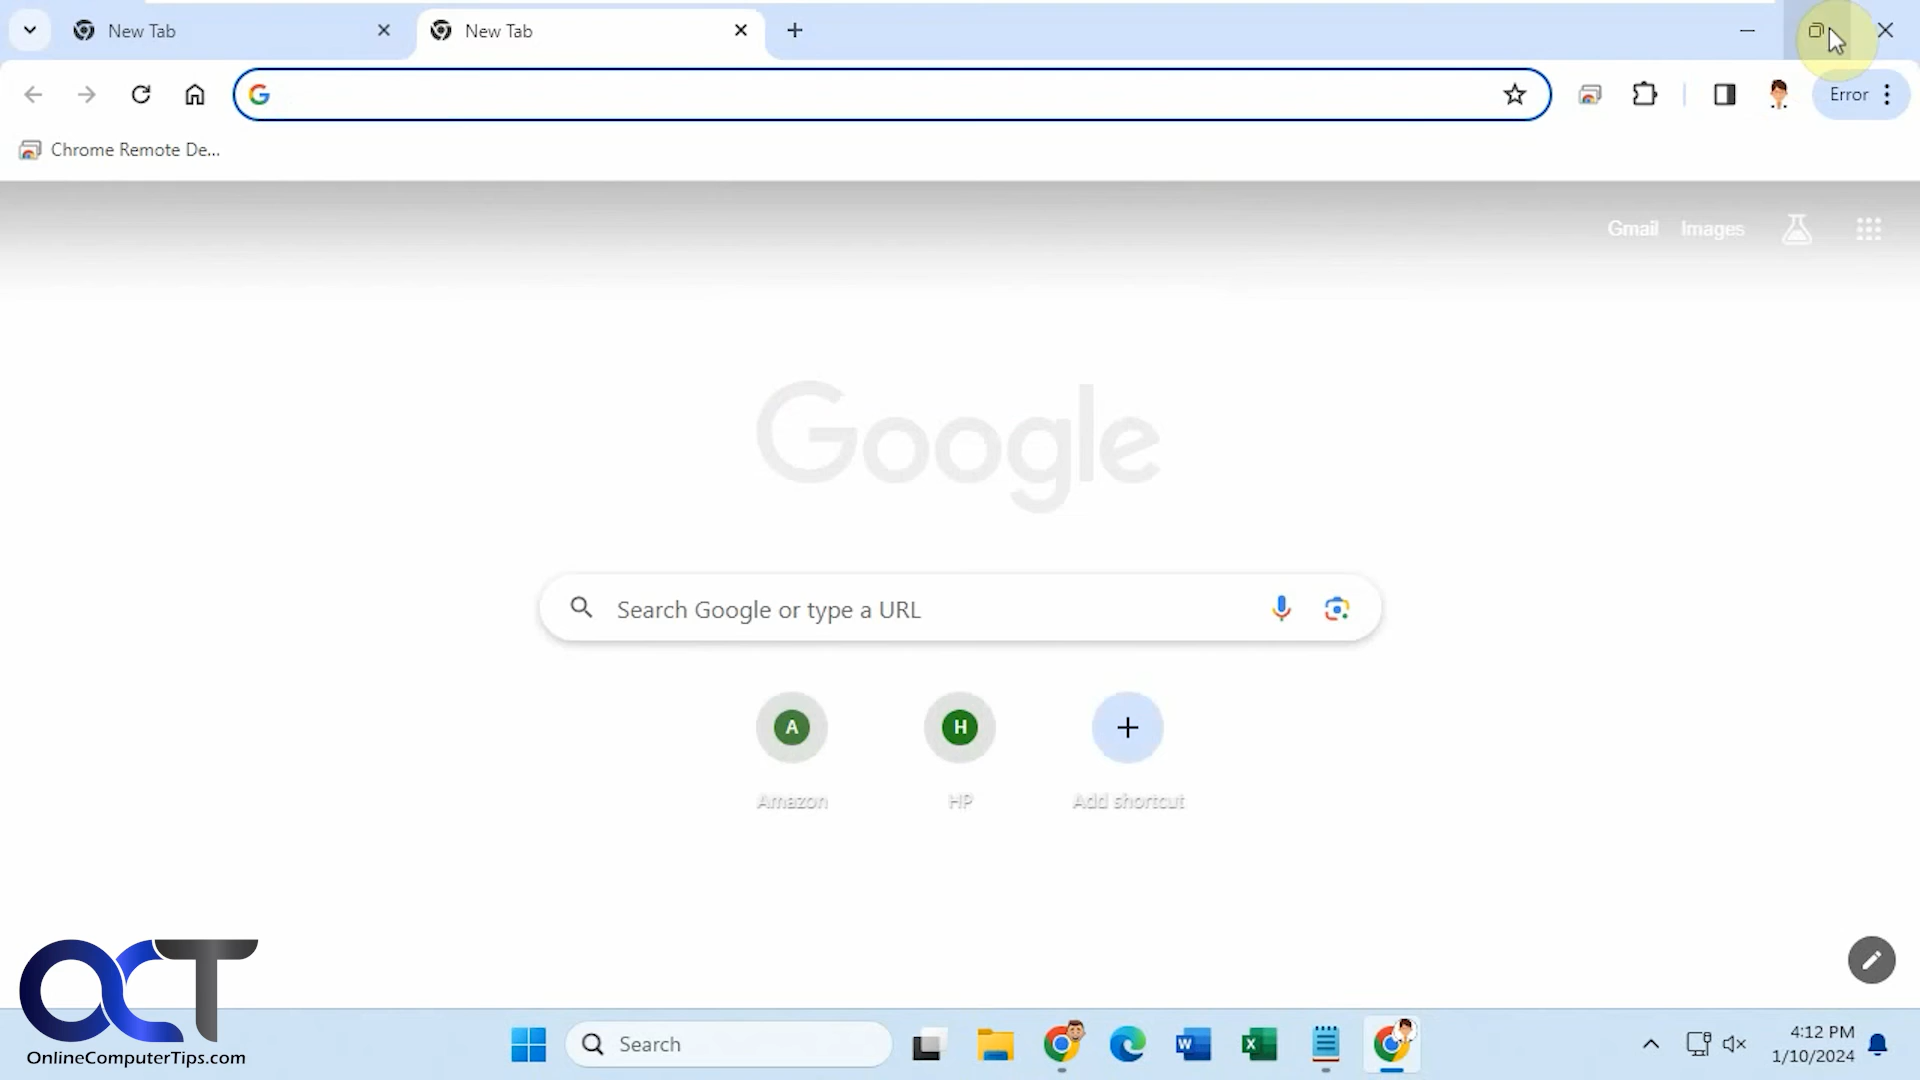 New Tab
New Tab
Error
Chrome Remote De...
Gmail Images
Google
Search Google or type a URL
A
H
Amazon
HP
Add shortcut
OCT
OnlineComputerTips.com
Search
W
X
4:12 PM
1/10/2024